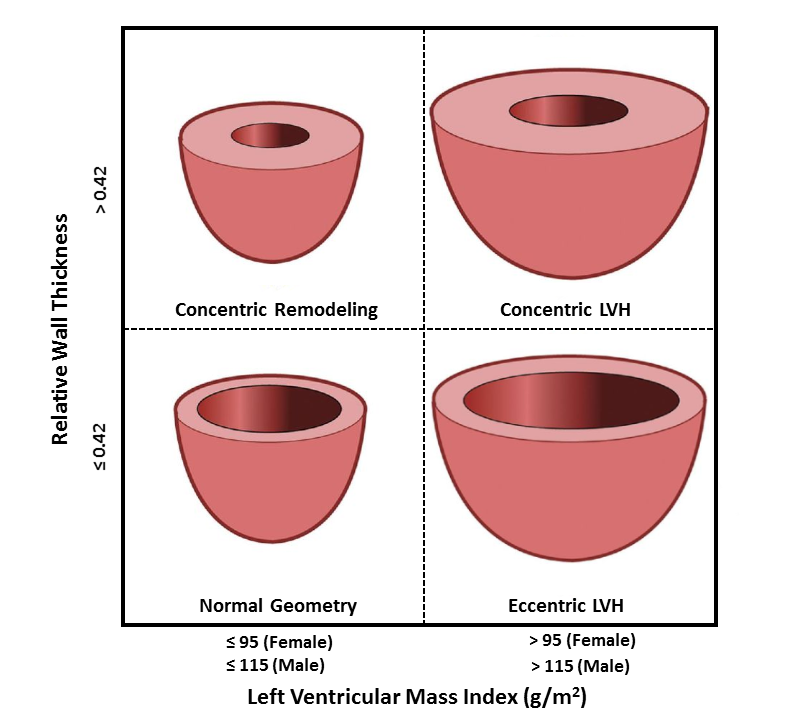 Relative Wall Thickness
> 0.42
≤ 0.42
Concentric Remodeling
Concentric LVH
Normal Geometry
Eccentric LVH
≤ 95 (Female)
≤ 115 (Male)
> 95 (Female)
> 115 (Male)
Left Ventricular Mass Index (g/m²)